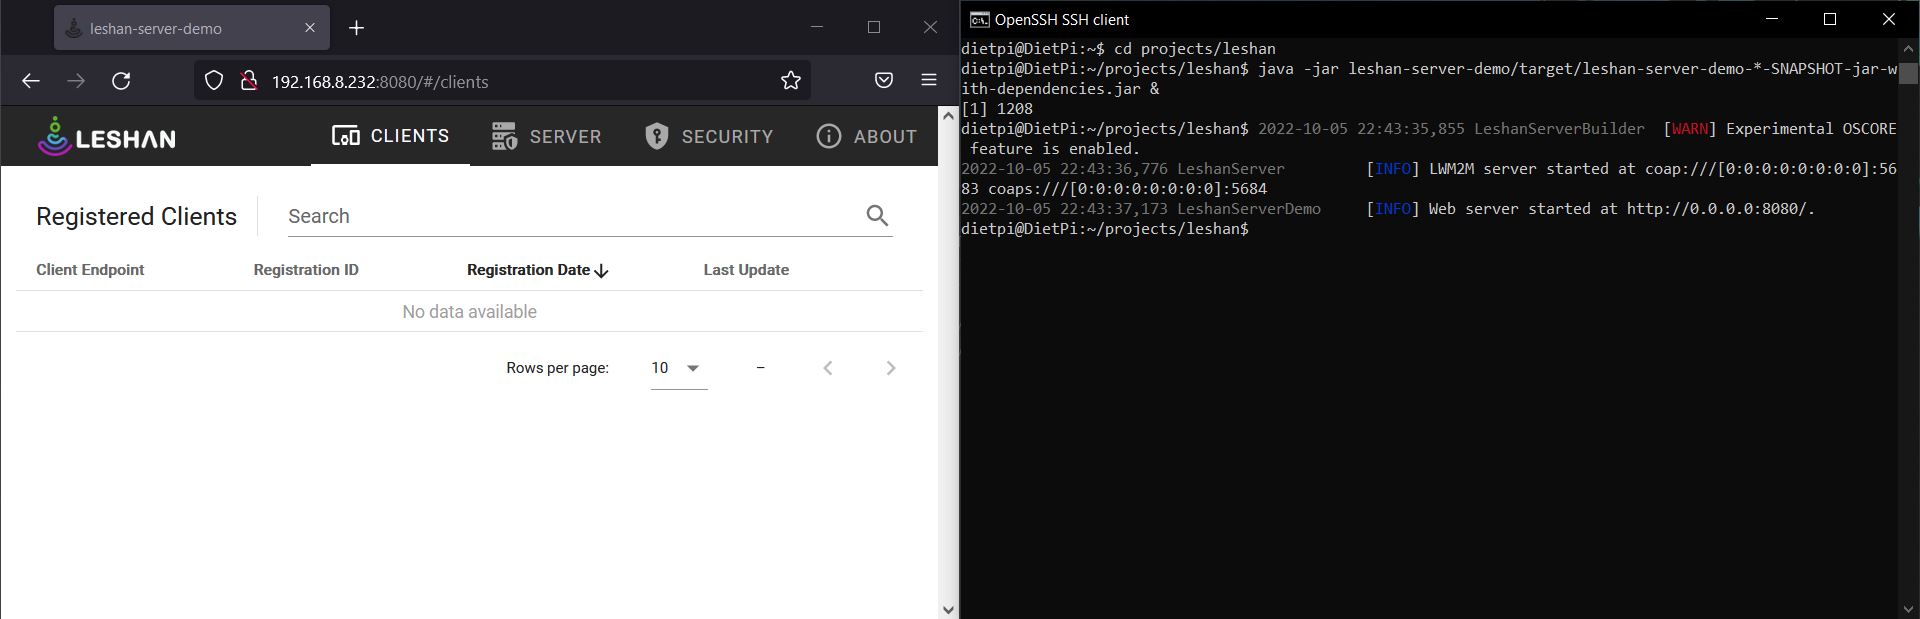 leshan-server-demo
192.168.8.232:8080/#/clients
LESHAN
CLIENTS
SERVER
SECURITY
ABOUT
Registered Clients
Search
Client Endpoint
Registration ID
Registration Date
Last Update
No data available
Rows per page:
10
–
OpenSSH SSH client
dietpi@DietPi:~$ cd projects/leshan
dietpi@DietPi:~/projects/leshan$ java -jar leshan-server-demo/target/leshan-server-demo-*-SNAPSHOT-jar-w
ith-dependencies.jar &
[1] 1208
dietpi@DietPi:~/projects/leshan$ 2022-10-05 22:43:35,855 LeshanServerBuilder [WARN] Experimental OSCORE
feature is enabled.
2022-10-05 22:43:36,776 LeshanServer [INFO] LWM2M server started at coap:///[0:0:0:0:0:0:0:0]:56
83 coaps:///[0:0:0:0:0:0:0:0]:5684
2022-10-05 22:43:37,173 LeshanServerDemo [INFO] Web server started at http://0.0.0.0:8080/.
dietpi@DietPi:~/projects/leshan$